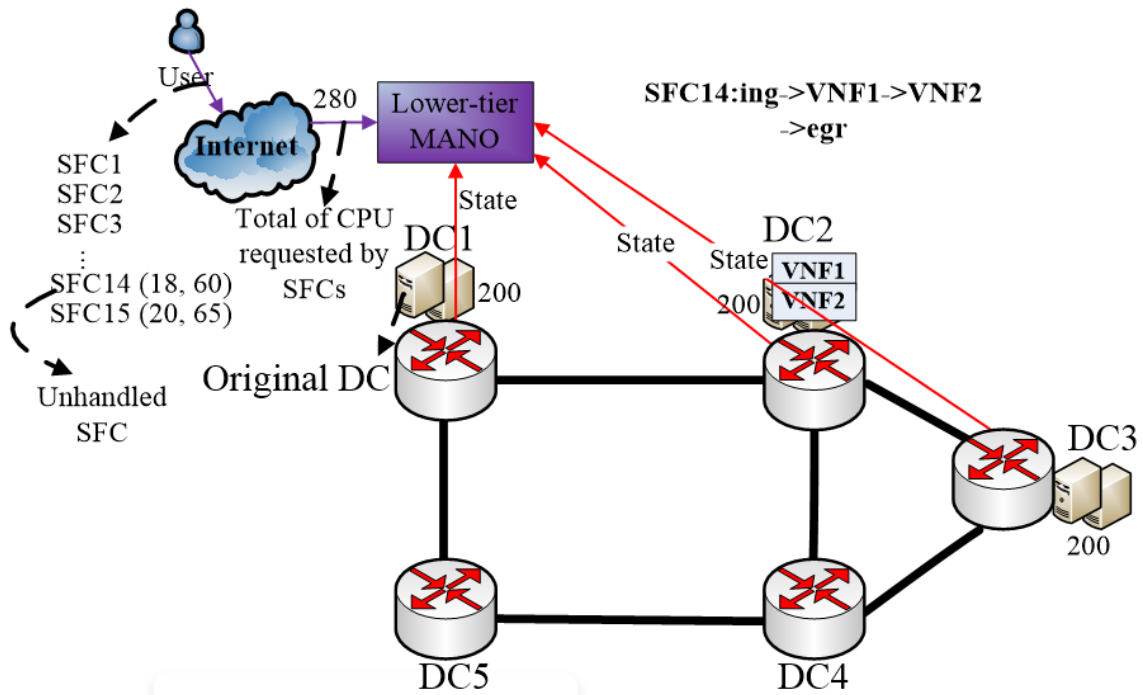 User
280
Lower-tier
MANO
SFC14:ing->VNF1->VNF2
->egr
Internet
SFC1
SFC2
SFC3
⋮
SFC14 (18, 60)
SFC15 (20, 65)
Total of CPU
requested by
SFCs
State
State
State
DC1
200
DC2
VNF1
VNF2
200
Original DC
Unhandled
SFC
DC3
200
DC5
DC4